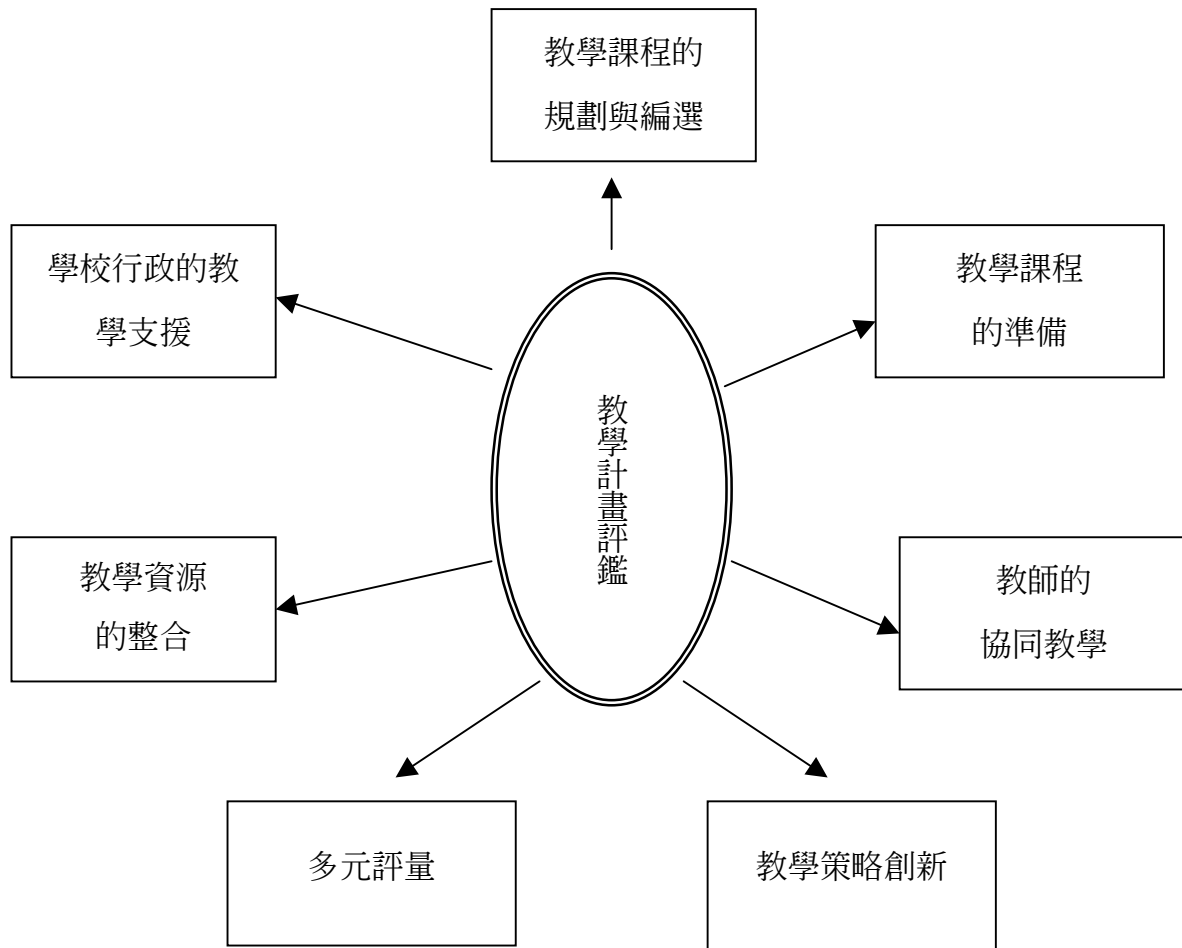 教學課程的
規劃與編選
學校行政的教
學支援
教學課程
的準備
教學計畫評鑑
教學資源
的整合
教師的
協同教學
多元評量
教學策略創新